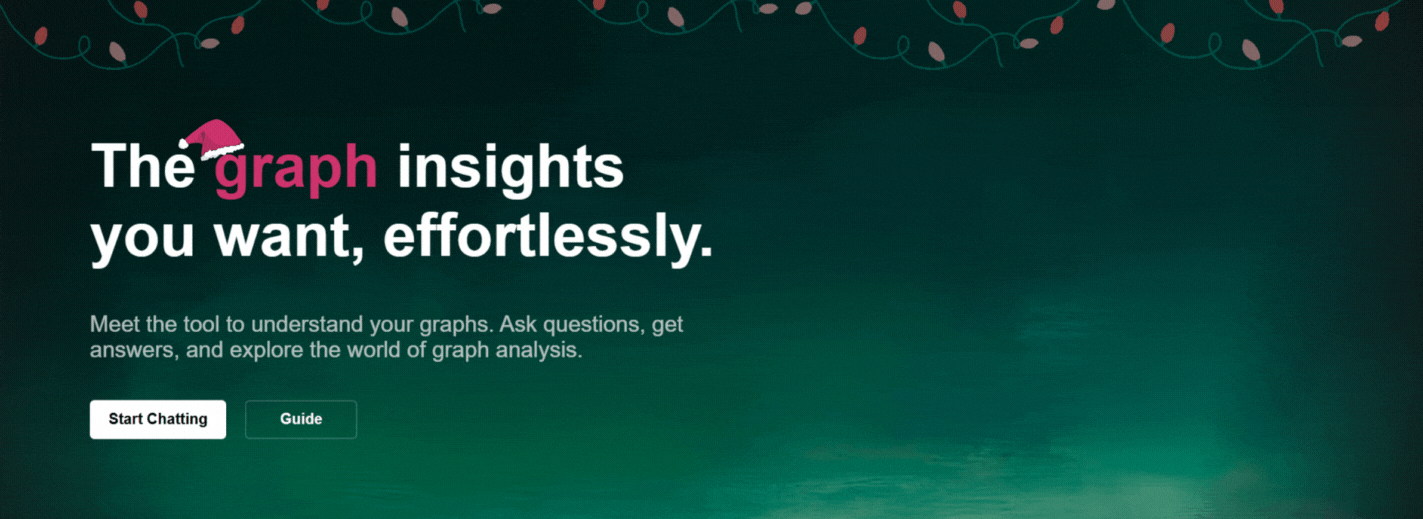 The graph insights
you want, effortlessly.
Meet the tool to understand your graphs. Ask questions, get
answers, and explore the world of graph analysis.
Start Chatting
Guide